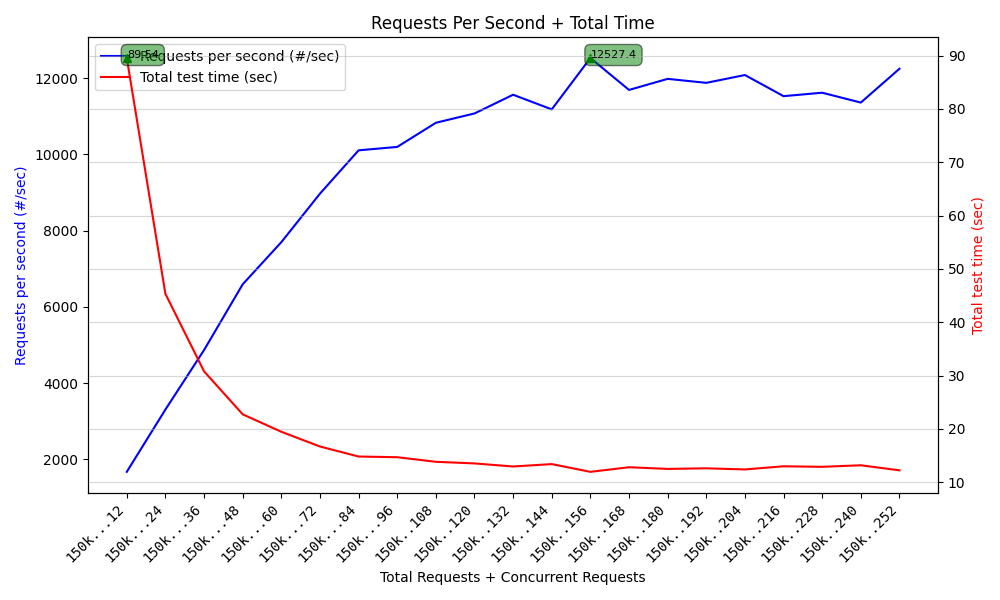 Requests Per Second + Total Time
Requests per second (#/sec)
Total test time (sec)
89.54
12527.4
12000
10000
8000
6000
4000
2000
Requests per second (#/sec)
90
80
70
60
50
40
30
20
10
Total test time (sec)
150k...12
150k...24
150k...36
150k...48
150k...60
150k...72
150k...84
150k...96
150k..108
150k..120
150k..132
150k..144
150k..156
150k..168
150k..180
150k..192
150k..204
150k..216
150k..228
150k..240
150k..252
Total Requests + Concurrent Requests